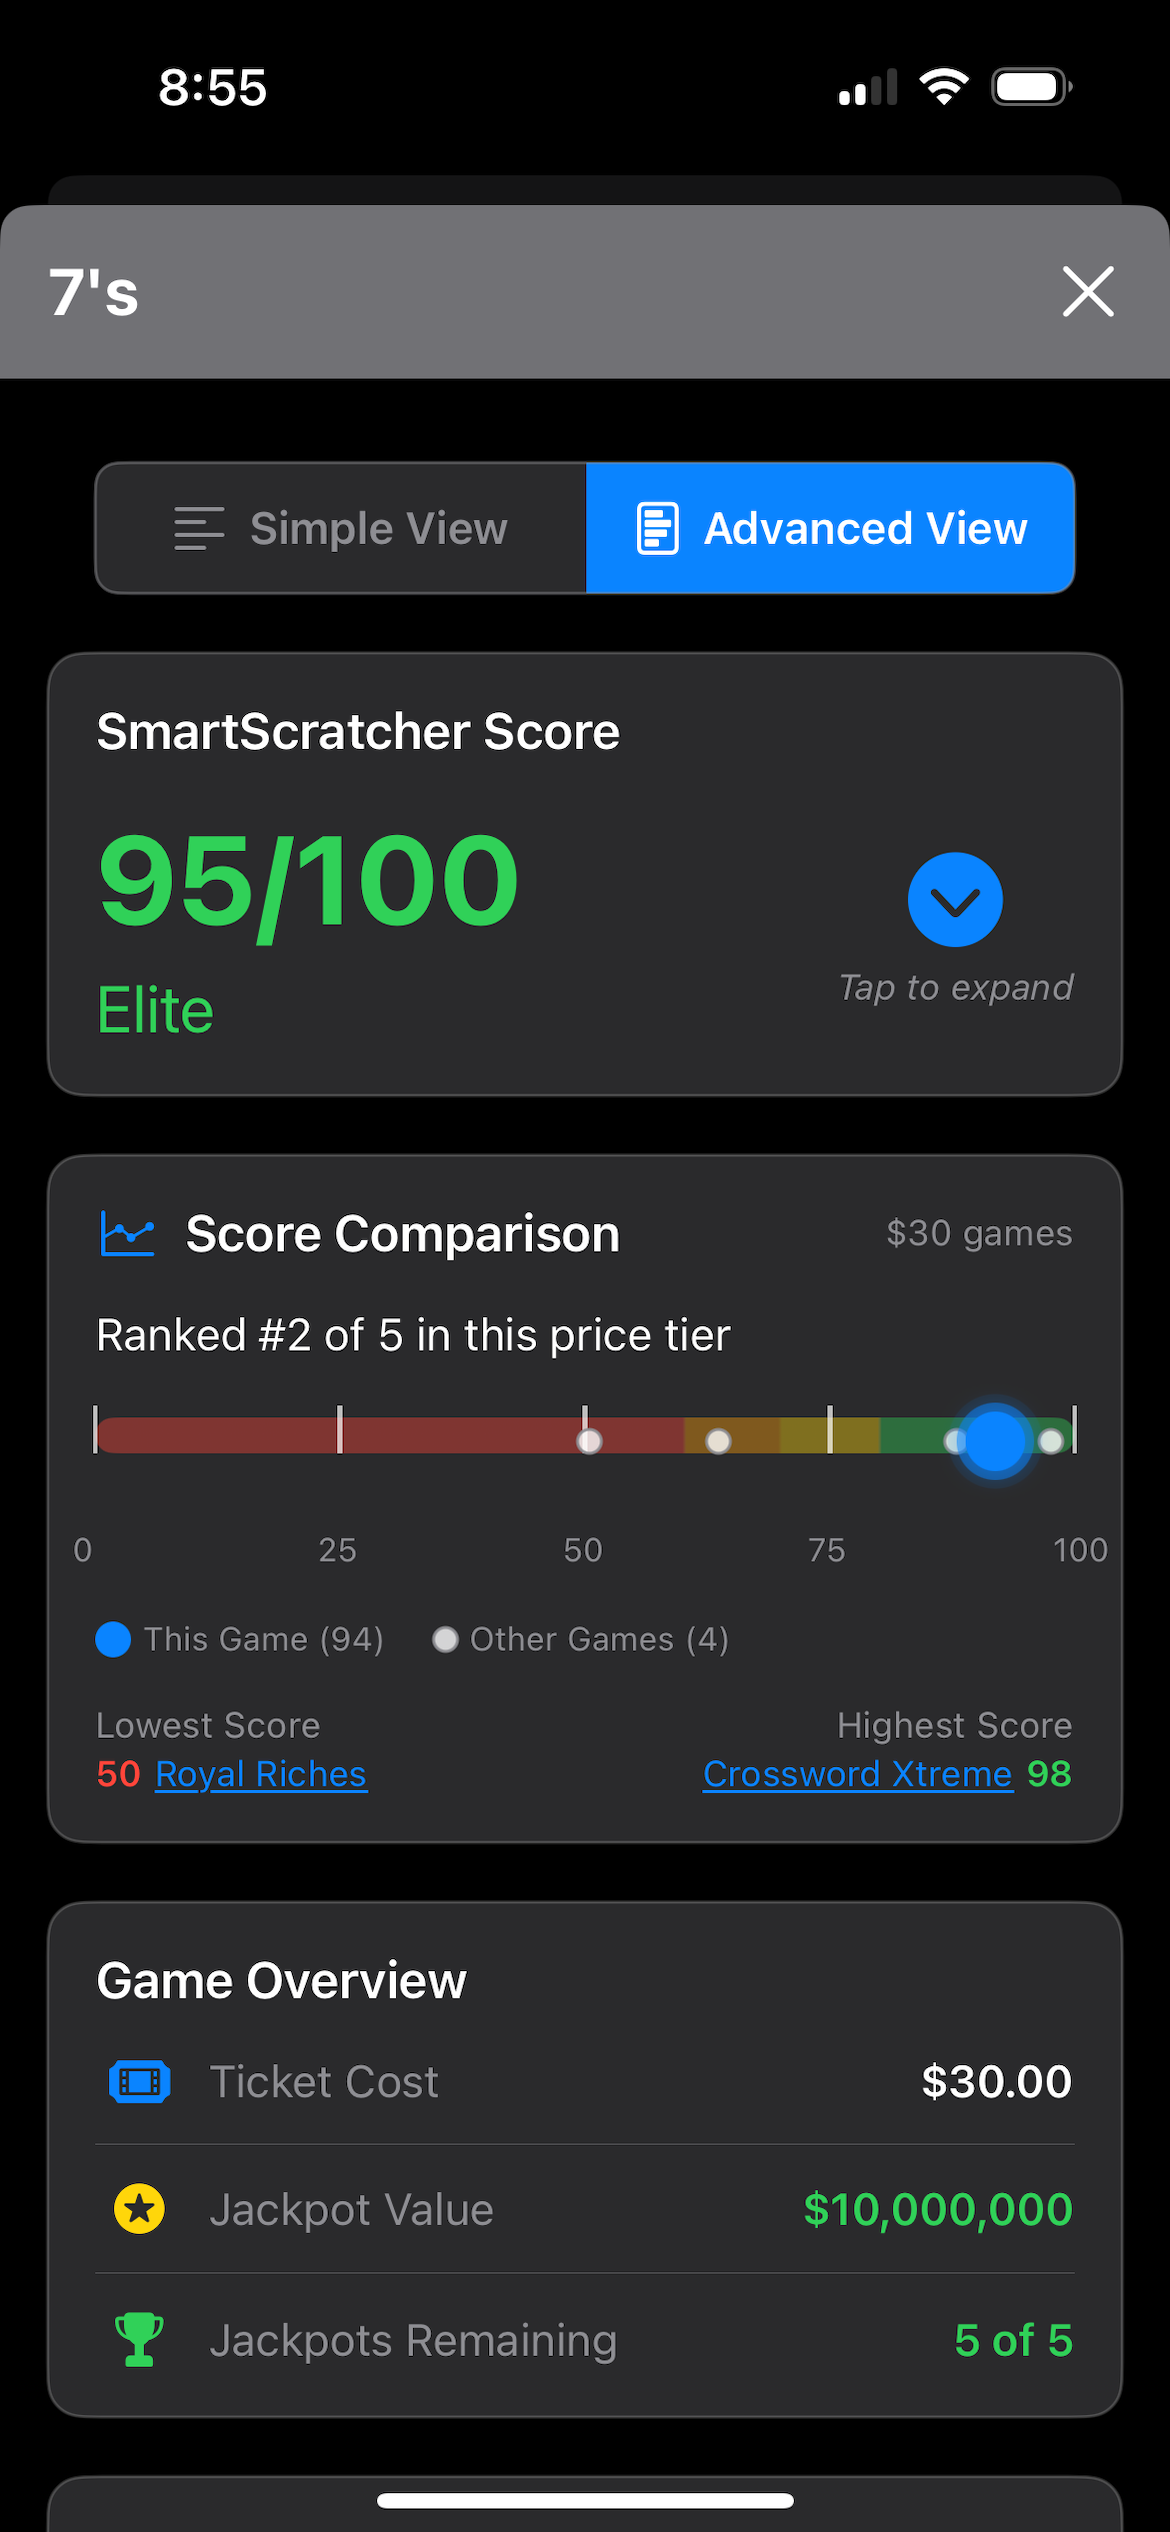 8:55
7's
Simple View
Advanced View
SmartScratcher Score
95/100
Elite
Tap to expand
Score Comparison
$30 games
Ranked #2 of 5 in this price tier
0 25 50 75 100
This Game (94) Other Games (4)
Lowest Score Highest Score
50 Royal Riches Crossword Xtreme 98
Game Overview
Ticket Cost $30.00
Jackpot Value $10,000,000
Jackpots Remaining 5 of 5